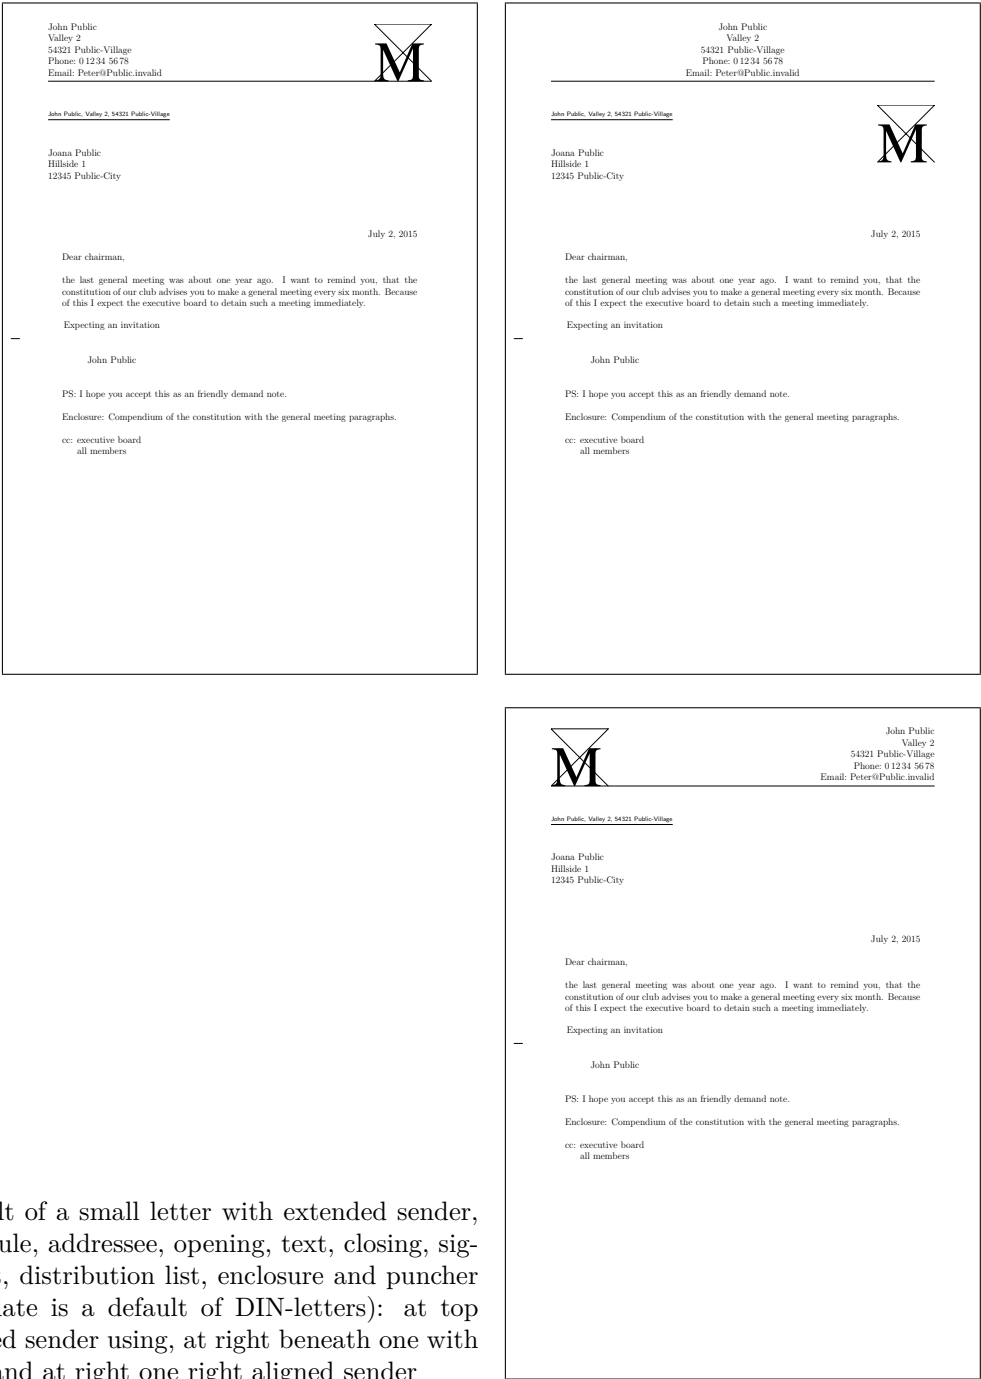 John Public
Valley 2
54321 Public-Village
Phone: 0 12 34 56 78
Email: Peter@Public.invalid
M
John Public, Valley 2, 54321 Public-Village
Joana Public
Hillside 1
12345 Public-City
July 2, 2015
Dear chairman,
the last general meeting was about one year ago. I want to remind you, that the
constitution of our club advises you to make a general meeting every six month. Because
of this I expect the executive board to detain such a meeting immediately.
Expecting an invitation
John Public
PS: I hope you accept this as an friendly demand note.
Enclosure: Compendium of the constitution with the general meeting paragraphs.
cc: executive board
all members
John Public
Valley 2
54321 Public-Village
Phone: 0 12 34 56 78
Email: Peter@Public.invalid
John Public, Valley 2, 54321 Public-Village
M
Joana Public
Hillside 1
12345 Public-City
July 2, 2015
Dear chairman,
the last general meeting was about one year ago. I want to remind you, that the
constitution of our club advises you to make a general meeting every six month. Because
of this I expect the executive board to detain such a meeting immediately.
Expecting an invitation
John Public
PS: I hope you accept this as an friendly demand note.
Enclosure: Compendium of the constitution with the general meeting paragraphs.
cc: executive board
all members
M
John Public
Valley 2
54321 Public-Village
Phone: 0 12 34 56 78
Email: Peter@Public.invalid
John Public, Valley 2, 54321 Public-Village
Joana Public
Hillside 1
12345 Public-City
July 2, 2015
Dear chairman,
the last general meeting was about one year ago. I want to remind you, that the
constitution of our club advises you to make a general meeting every six month. Because
of this I expect the executive board to detain such a meeting immediately.
Expecting an invitation
John Public
PS: I hope you accept this as an friendly demand note.
Enclosure: Compendium of the constitution with the general meeting paragraphs.
cc: executive board
all members
of a small letter with extended sender,
addressee, opening, text, closing, sig-
distribution list, enclosure and puncher
is a default of DIN-letters): at top
sender using, at right beneath one with
and at right one right aligned sender